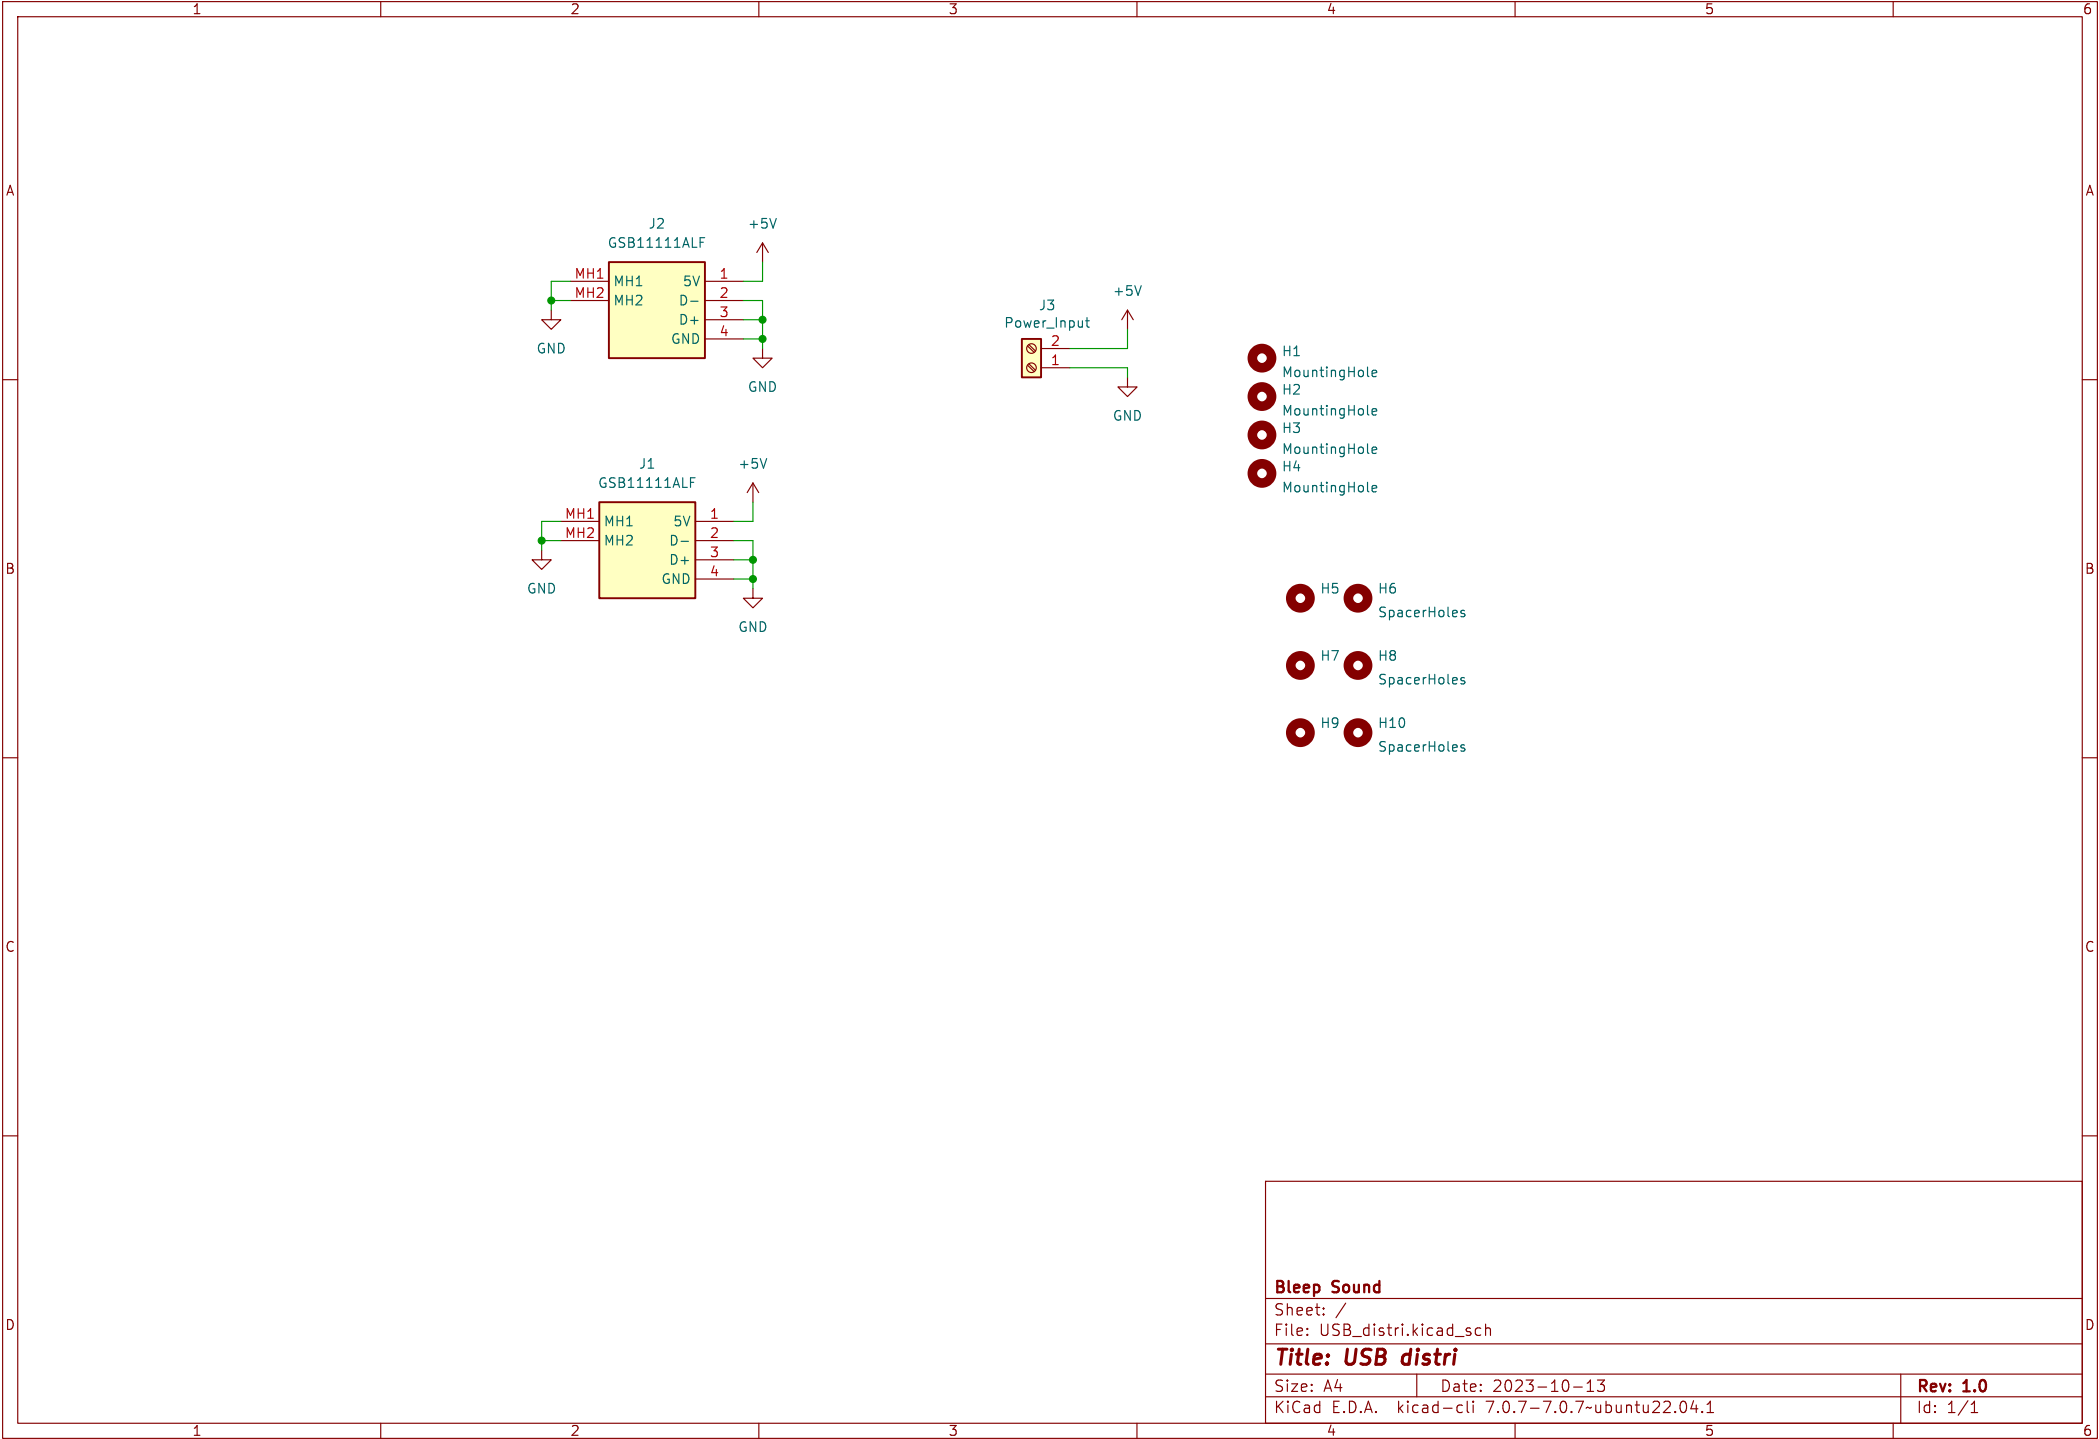 1 2 3 4 5 6
A A
J2 +5V
GSB11111ALF
MH1 MH1 5V 1
MH2 MH2 D- 2
D+ 3
GND 4
GND
GND
+5V
J3
Power_Input
2
1
GND
H1
MountingHole
H2
MountingHole
H3
MountingHole
H4
MountingHole
J1 +5V
GSB11111ALF
MH1 MH1 5V 1
MH2 MH2 D- 2
D+ 3
GND 4
GND
GND
B B
H5 H6
SpacerHoles
H7 H8
SpacerHoles
H9 H10
SpacerHoles
C C
D D
Bleep Sound
Sheet: /
File: USB_distri.kicad_sch
Title: USB distri
Size: A4 Date: 2023-10-13 Rev: 1.0
KiCad E.D.A. kicad-cli 7.0.7-7.0.7~ubuntu22.04.1 Id: 1/1
1 2 3 4 5 6